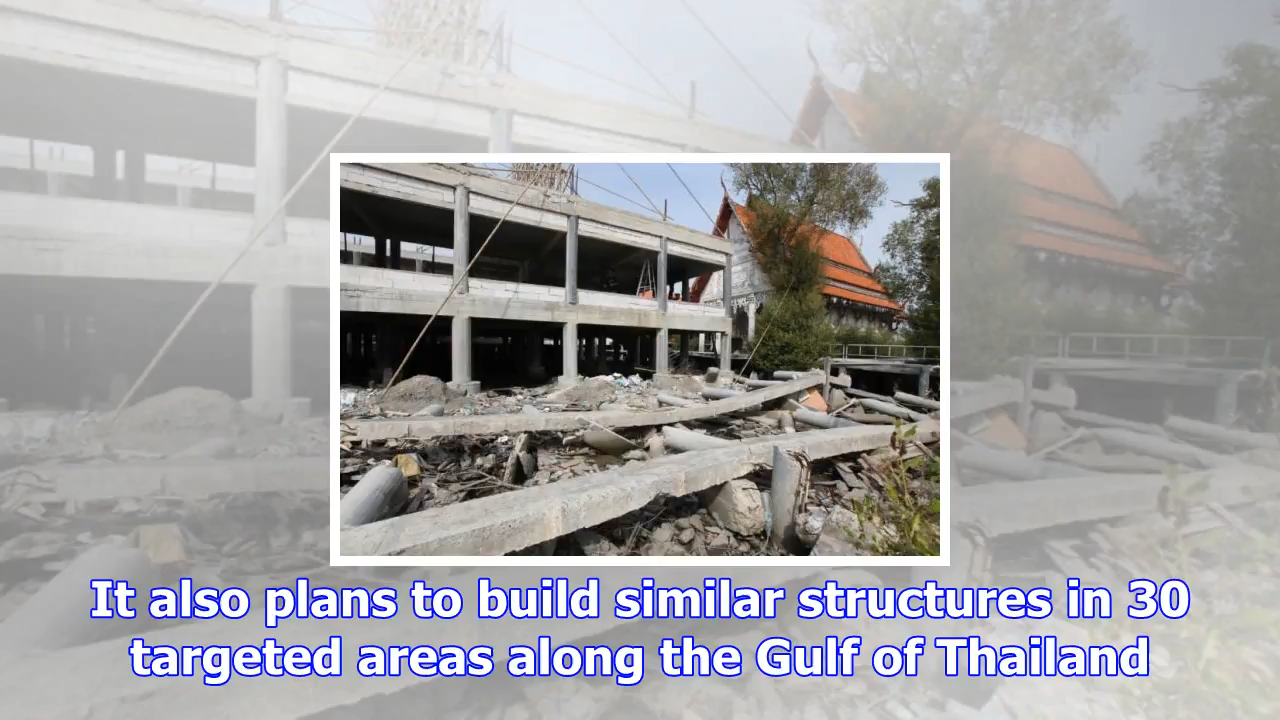 It also plans to build similar structures in 30
targeted areas along the Gulf of Thailand